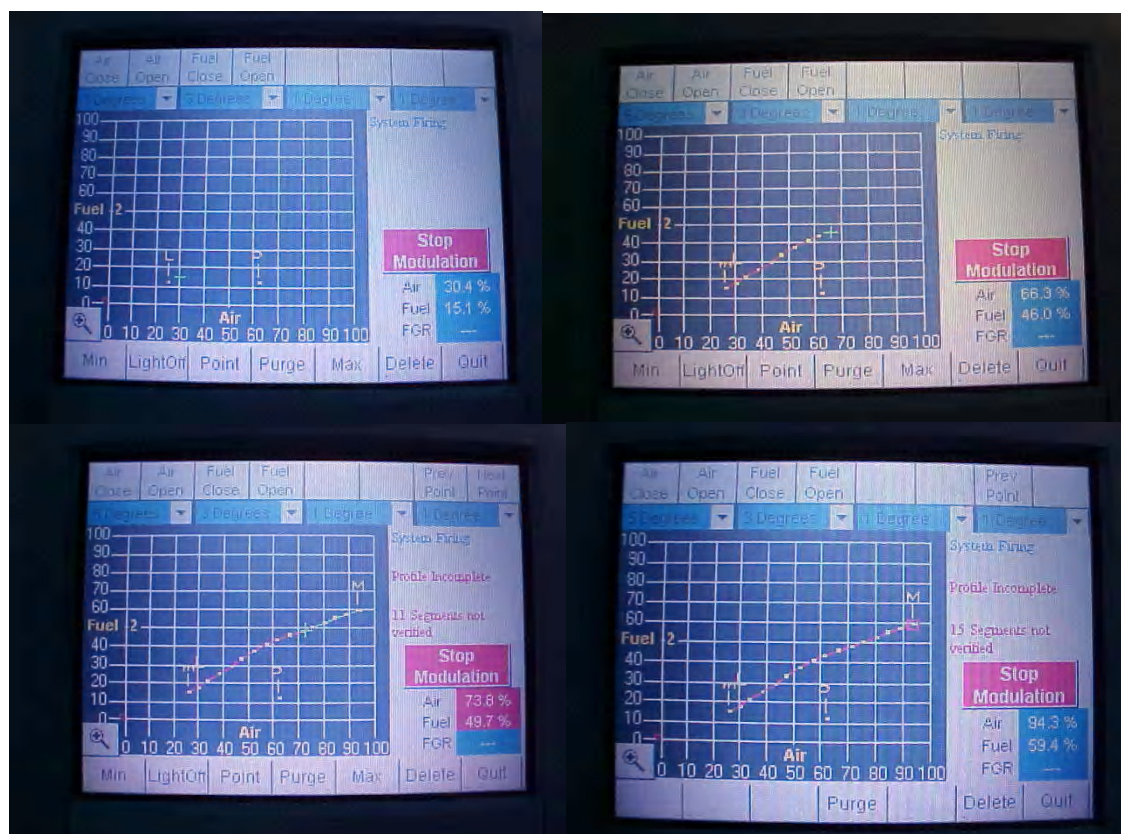 Air Air Fuel Fuel
Close Open Close Open
5 Degrees 3 Degrees 1 Degree 1 Degree
100
90
80
70
60
Fuel -2
40
30
20
10
0
L
P
System Firing
Stop
Modulation
Air 30.4 %
Fuel 15.1 %
FGR ---
0 10 20 30 40 50 60 70 80 90 100
Air
Min LightOff Point Purge Max Delete Quit
Air Air Fuel Fuel
Close Open Close Open
5 Degrees 3 Degrees 1 Degree 1 Degree
100
90
80
70
60
Fuel -2
40
30
20
10
0
P
System Firing
Stop
Modulation
Air 66.3 %
Fuel 46.0 %
FGR ---
Air
0 10 20 30 40 50 60 70 80 90 100
Min LightOff Point Purge Max Delete Quit
Air Air Fuel Fuel Prev Next
Close Open Close Open Point Point
5 Degrees 3 Degrees 1 Degree 1 Degree
100
90
80
70
60
Fuel -2
40
30
20
10
0
M
P
System Firing
Profile Incomplete
11 Segments not
verified
Stop
Modulation
Air 73.8 %
Fuel 49.7 %
FGR ---
Air
0 10 20 30 40 50 60 70 80 90 100
Min LightOff Point Purge Max Delete Quit
Air Air Fuel Fuel Prev
Close Open Close Open Point
5 Degrees 3 Degrees 1 Degree 1 Degree
100
90
80
70
60
Fuel -2
40
30
20
10
0
M
P
System Firing
Profile Incomplete
15 Segments not
verified
Stop
Modulation
Air 94.3 %
Fuel 59.4 %
FGR ---
Air
0 10 20 30 40 50 60 70 80 90 100
Purge Delete Quit